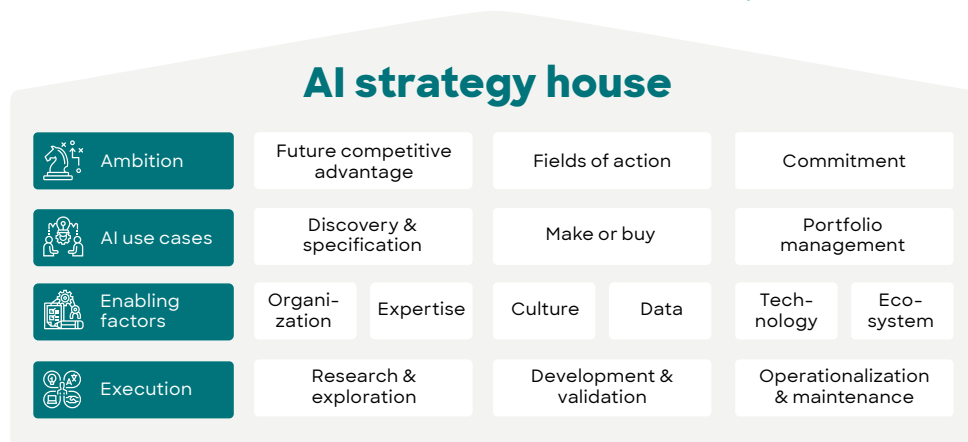 AI strategy house
Ambition
Future competitive
advantage
Fields of action
Commitment
AI use cases
Discovery &
specification
Make or buy
Portfolio
management
Enabling
factors
Organi-
zation
Expertise
Culture
Data
Tech-
nology
Eco-
system
Execution
Research &
exploration
Development &
validation
Operationalization
& maintenance